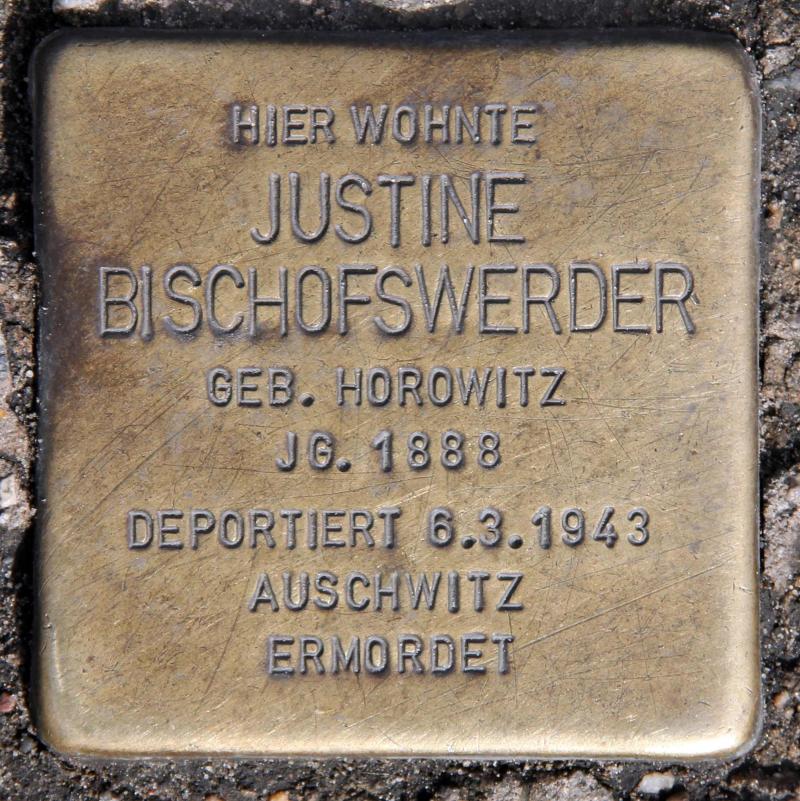 HIER WOHNTE
JUSTINE
BISCHOFSWERDER
GEB. HOROWITZ
JG. 1888
DEPORTIERT 6.3.1943
AUSCHWITZ
ERMORDET